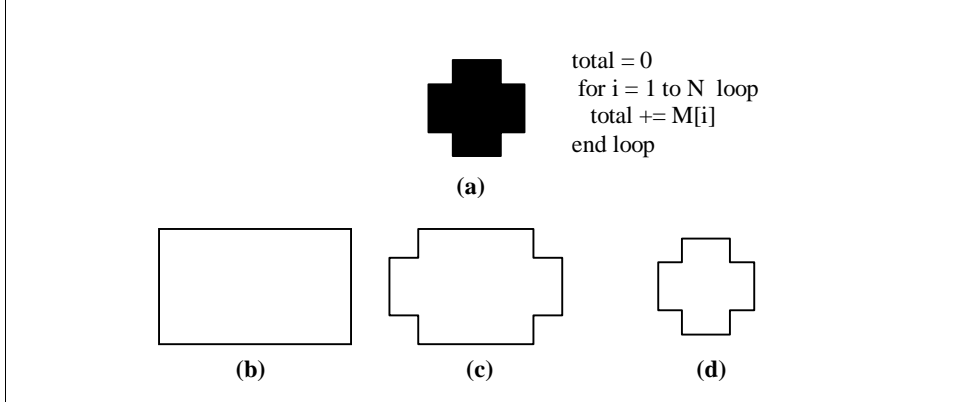 total = 0
for i = 1 to N loop
total += M[i]
end loop
(a)
(b)
(c)
(d)